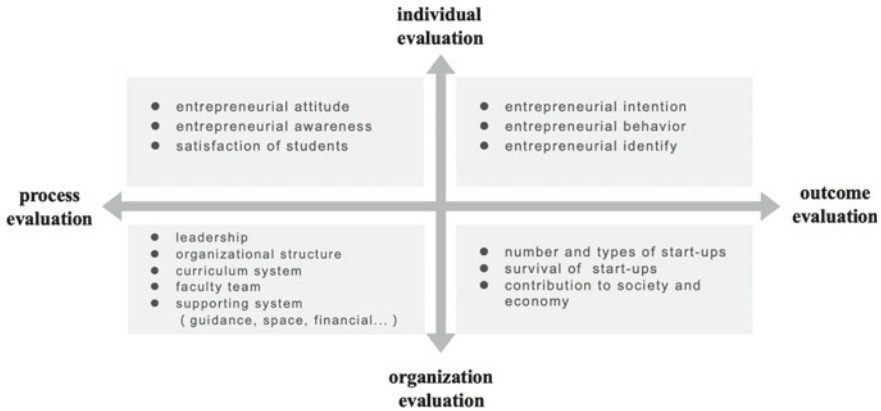 individual
evaluation
● entrepreneurial attitude
● entrepreneurial awareness
● satisfaction of students
● entrepreneurial intention
● entrepreneurial behavior
● entrepreneurial identify
process
evaluation
outcome
evaluation
● leadership
● organizational structure
● curriculum system
● faculty team
● supporting system
( guidance, space, financial... )
● number and types of start-ups
● survival of start-ups
● contribution to society and
economy
organization
evaluation